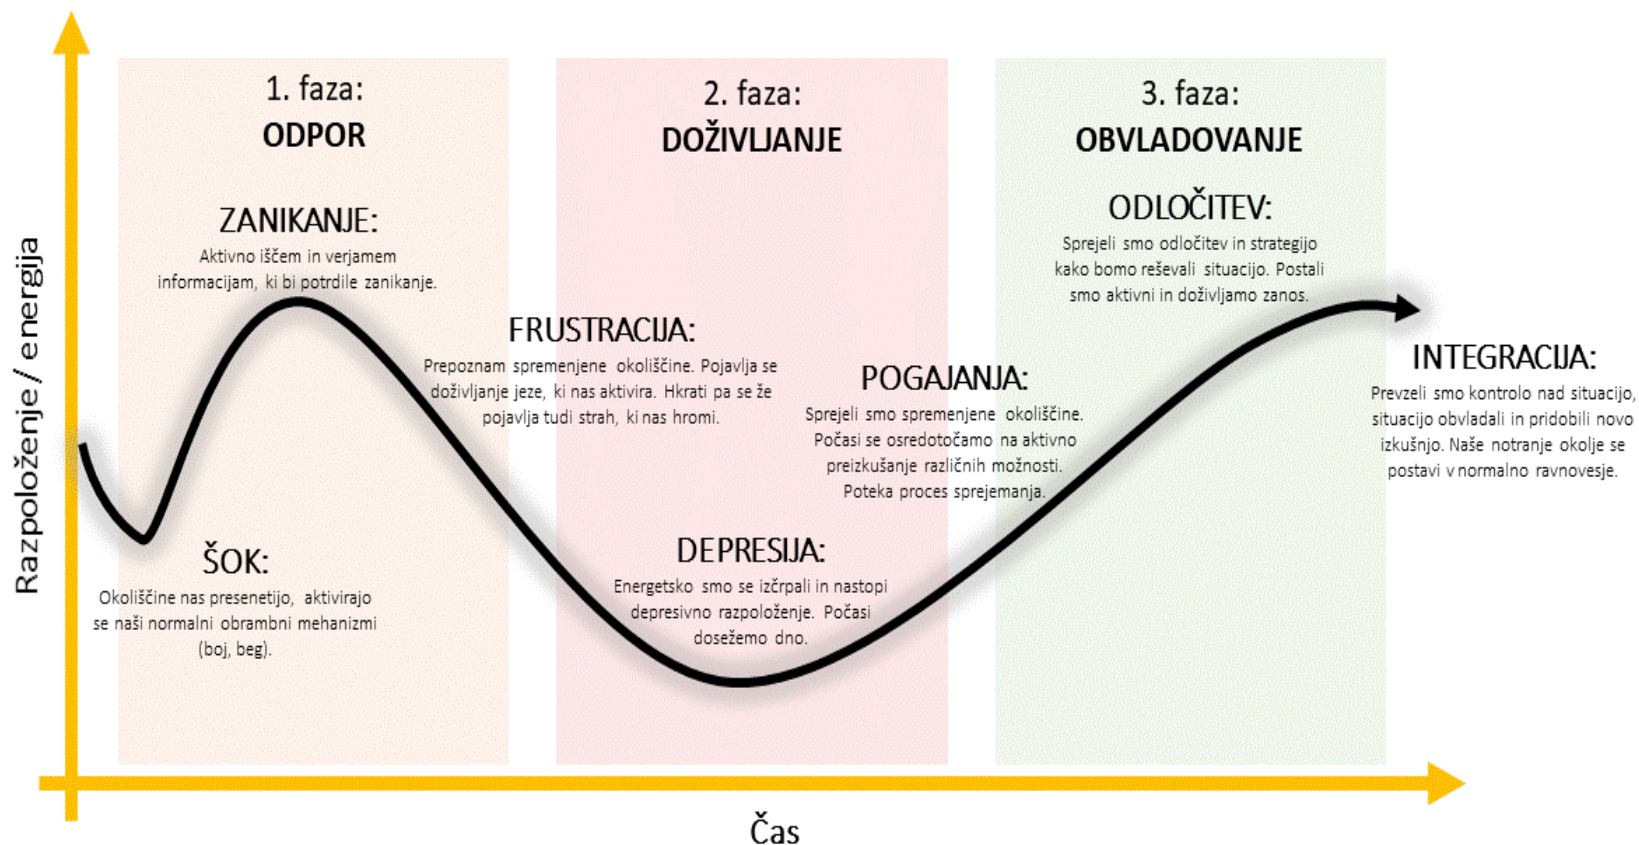 1. faza:
ODPOR
ZANIKANJE:
Aktivno iščem in verjamem
informacijam, ki bi potrdile zanikanje.
ŠOK:
Okoliščine nas presenetijo, aktivirajo
se naši normalni obrambni mehanizmi
(boj, beg).
FRUSTRACIJA:
Prepoznam spremenjene okoliščine. Pojavlja se
doživljanje jeze, ki nas aktivira. Hkrati pa se že
pojavlja tudi strah, ki nas hromi.
2. faza:
DOŽIVLJANJE
DEPRESIJA:
Energetsko smo se izčrpali in nastopi
depresivno razpoloženje. Počasi
dosežemo dno.
POGAJANJA:
Sprejeli smo spremenjene okoliščine.
Počasi se osredotočamo na aktivno
preizkušanje različnih možnosti.
Poteka proces sprejemanja.
3. faza:
OBVLADOVANJE
ODLOČITEV:
Sprejeli smo odločitev in strategijo
kako bomo reševali situacijo. Postali
smo aktivni in doživljamo zanos.
INTEGRACIJA:
Prevzeli smo kontrolo nad situacijo,
situacijo obvladali in pridobili novo
izkušnjo. Naše notranje okolje se
postavi v normalno ravnovesje.
Razpoloženje / energija
Čas